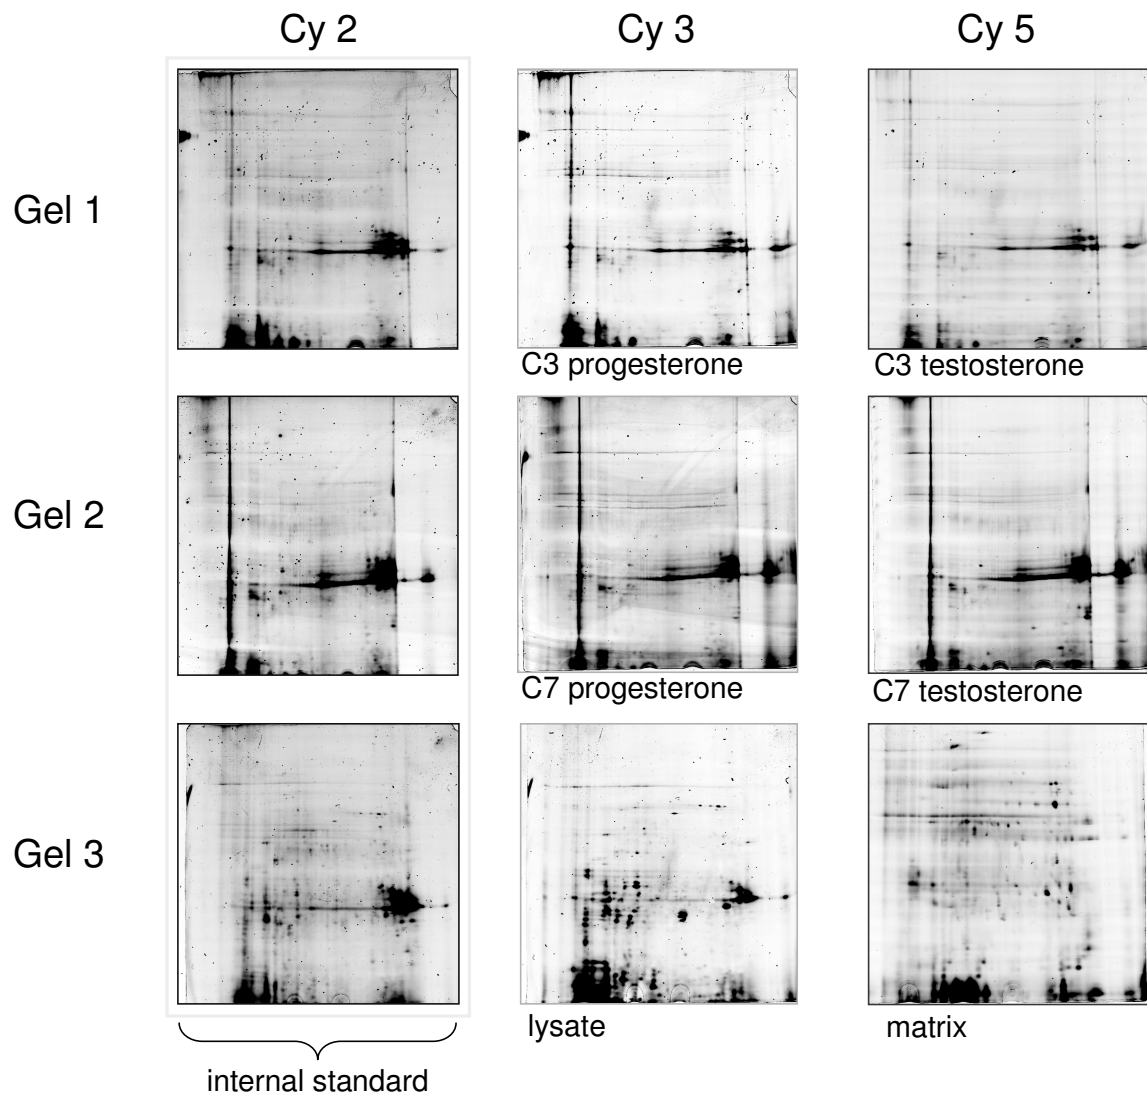 Cy 2
Cy 3
Cy 5
Gel 1
C3 progesterone
C3 testosterone
Gel 2
C7 progesterone
C7 testosterone
Gel 3
lysate
matrix
internal standard